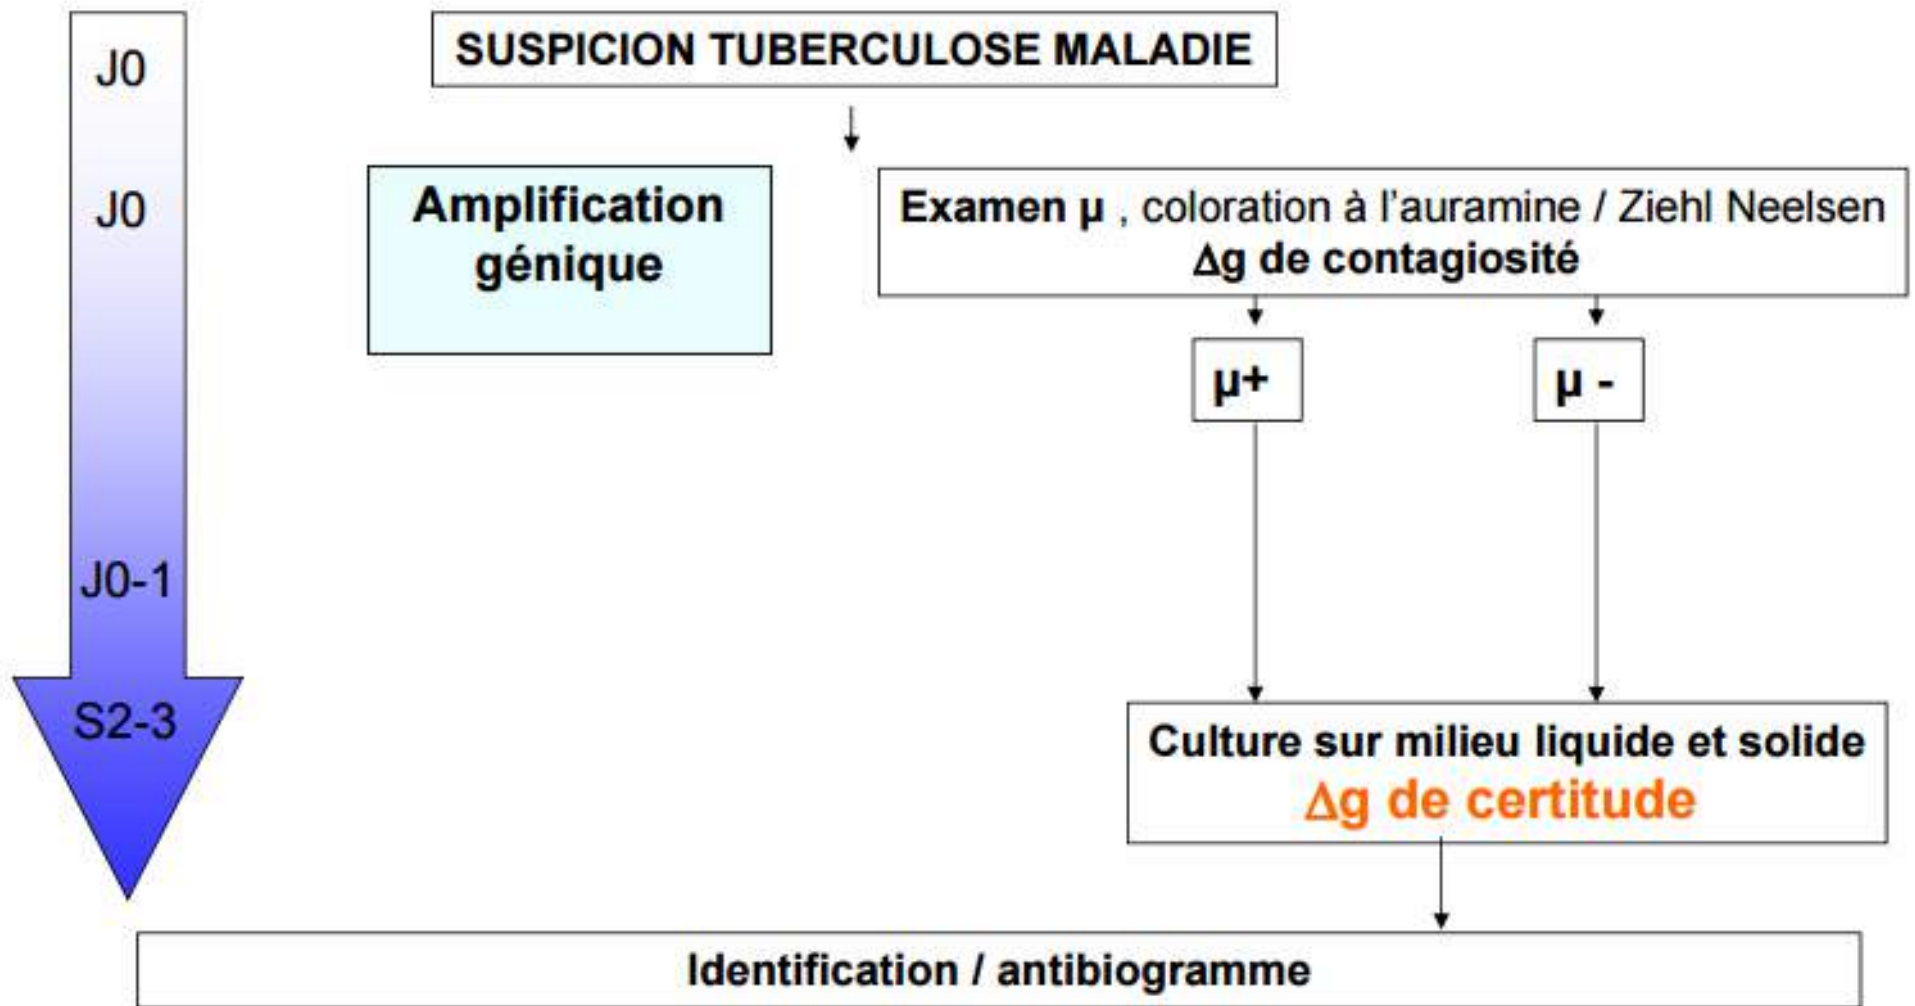 J0
SUSPICION TUBERCULOSE MALADIE
J0
Amplification
génique
Examen µ , coloration à l'auramine / Ziehl Neelsen
Δg de contagiosité
µ+
µ -
J0-1
S2-3
Culture sur milieu liquide et solide
Δg de certitude
Identification / antibiogramme